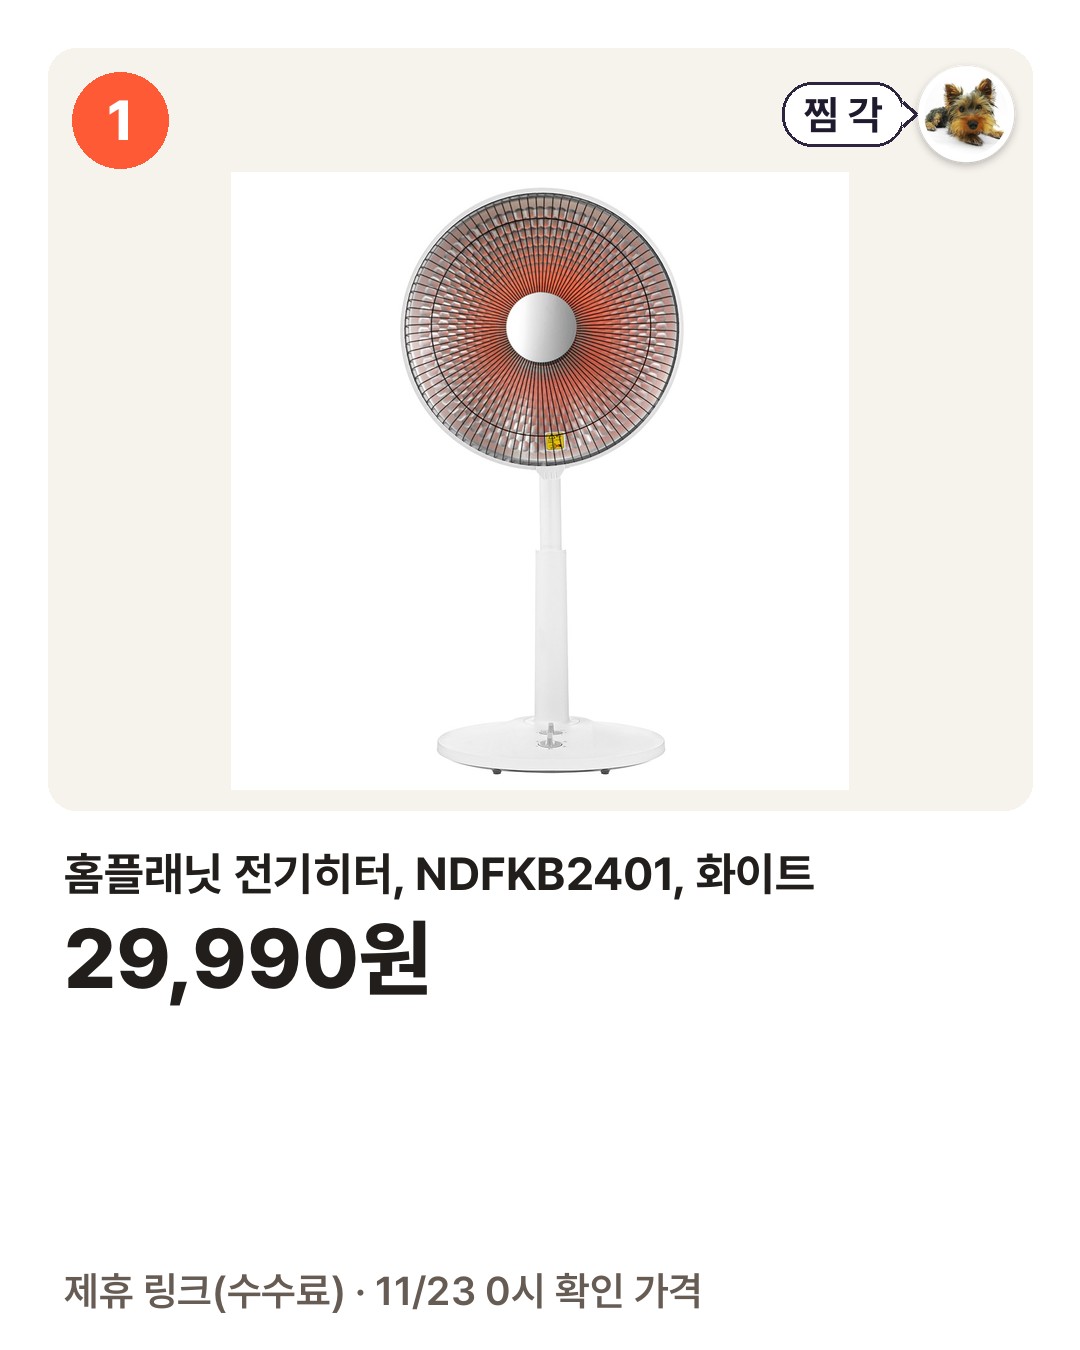 1
찜 각
홈플래닛 전기히터, NDFKB2401, 화이트
29,990원
제휴 링크(수수료) · 11/23 0시 확인 가격